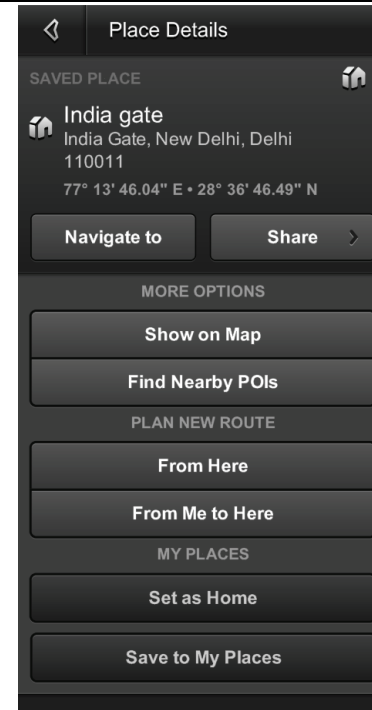 Place Details
SAVED PLACE
India gate
India Gate, New Delhi, Delhi
110011
77° 13' 46.04" E • 28° 36' 46.49" N
Navigate to
Share
MORE OPTIONS
Show on Map
Find Nearby POIs
PLAN NEW ROUTE
From Here
From Me to Here
MY PLACES
Set as Home
Save to My Places